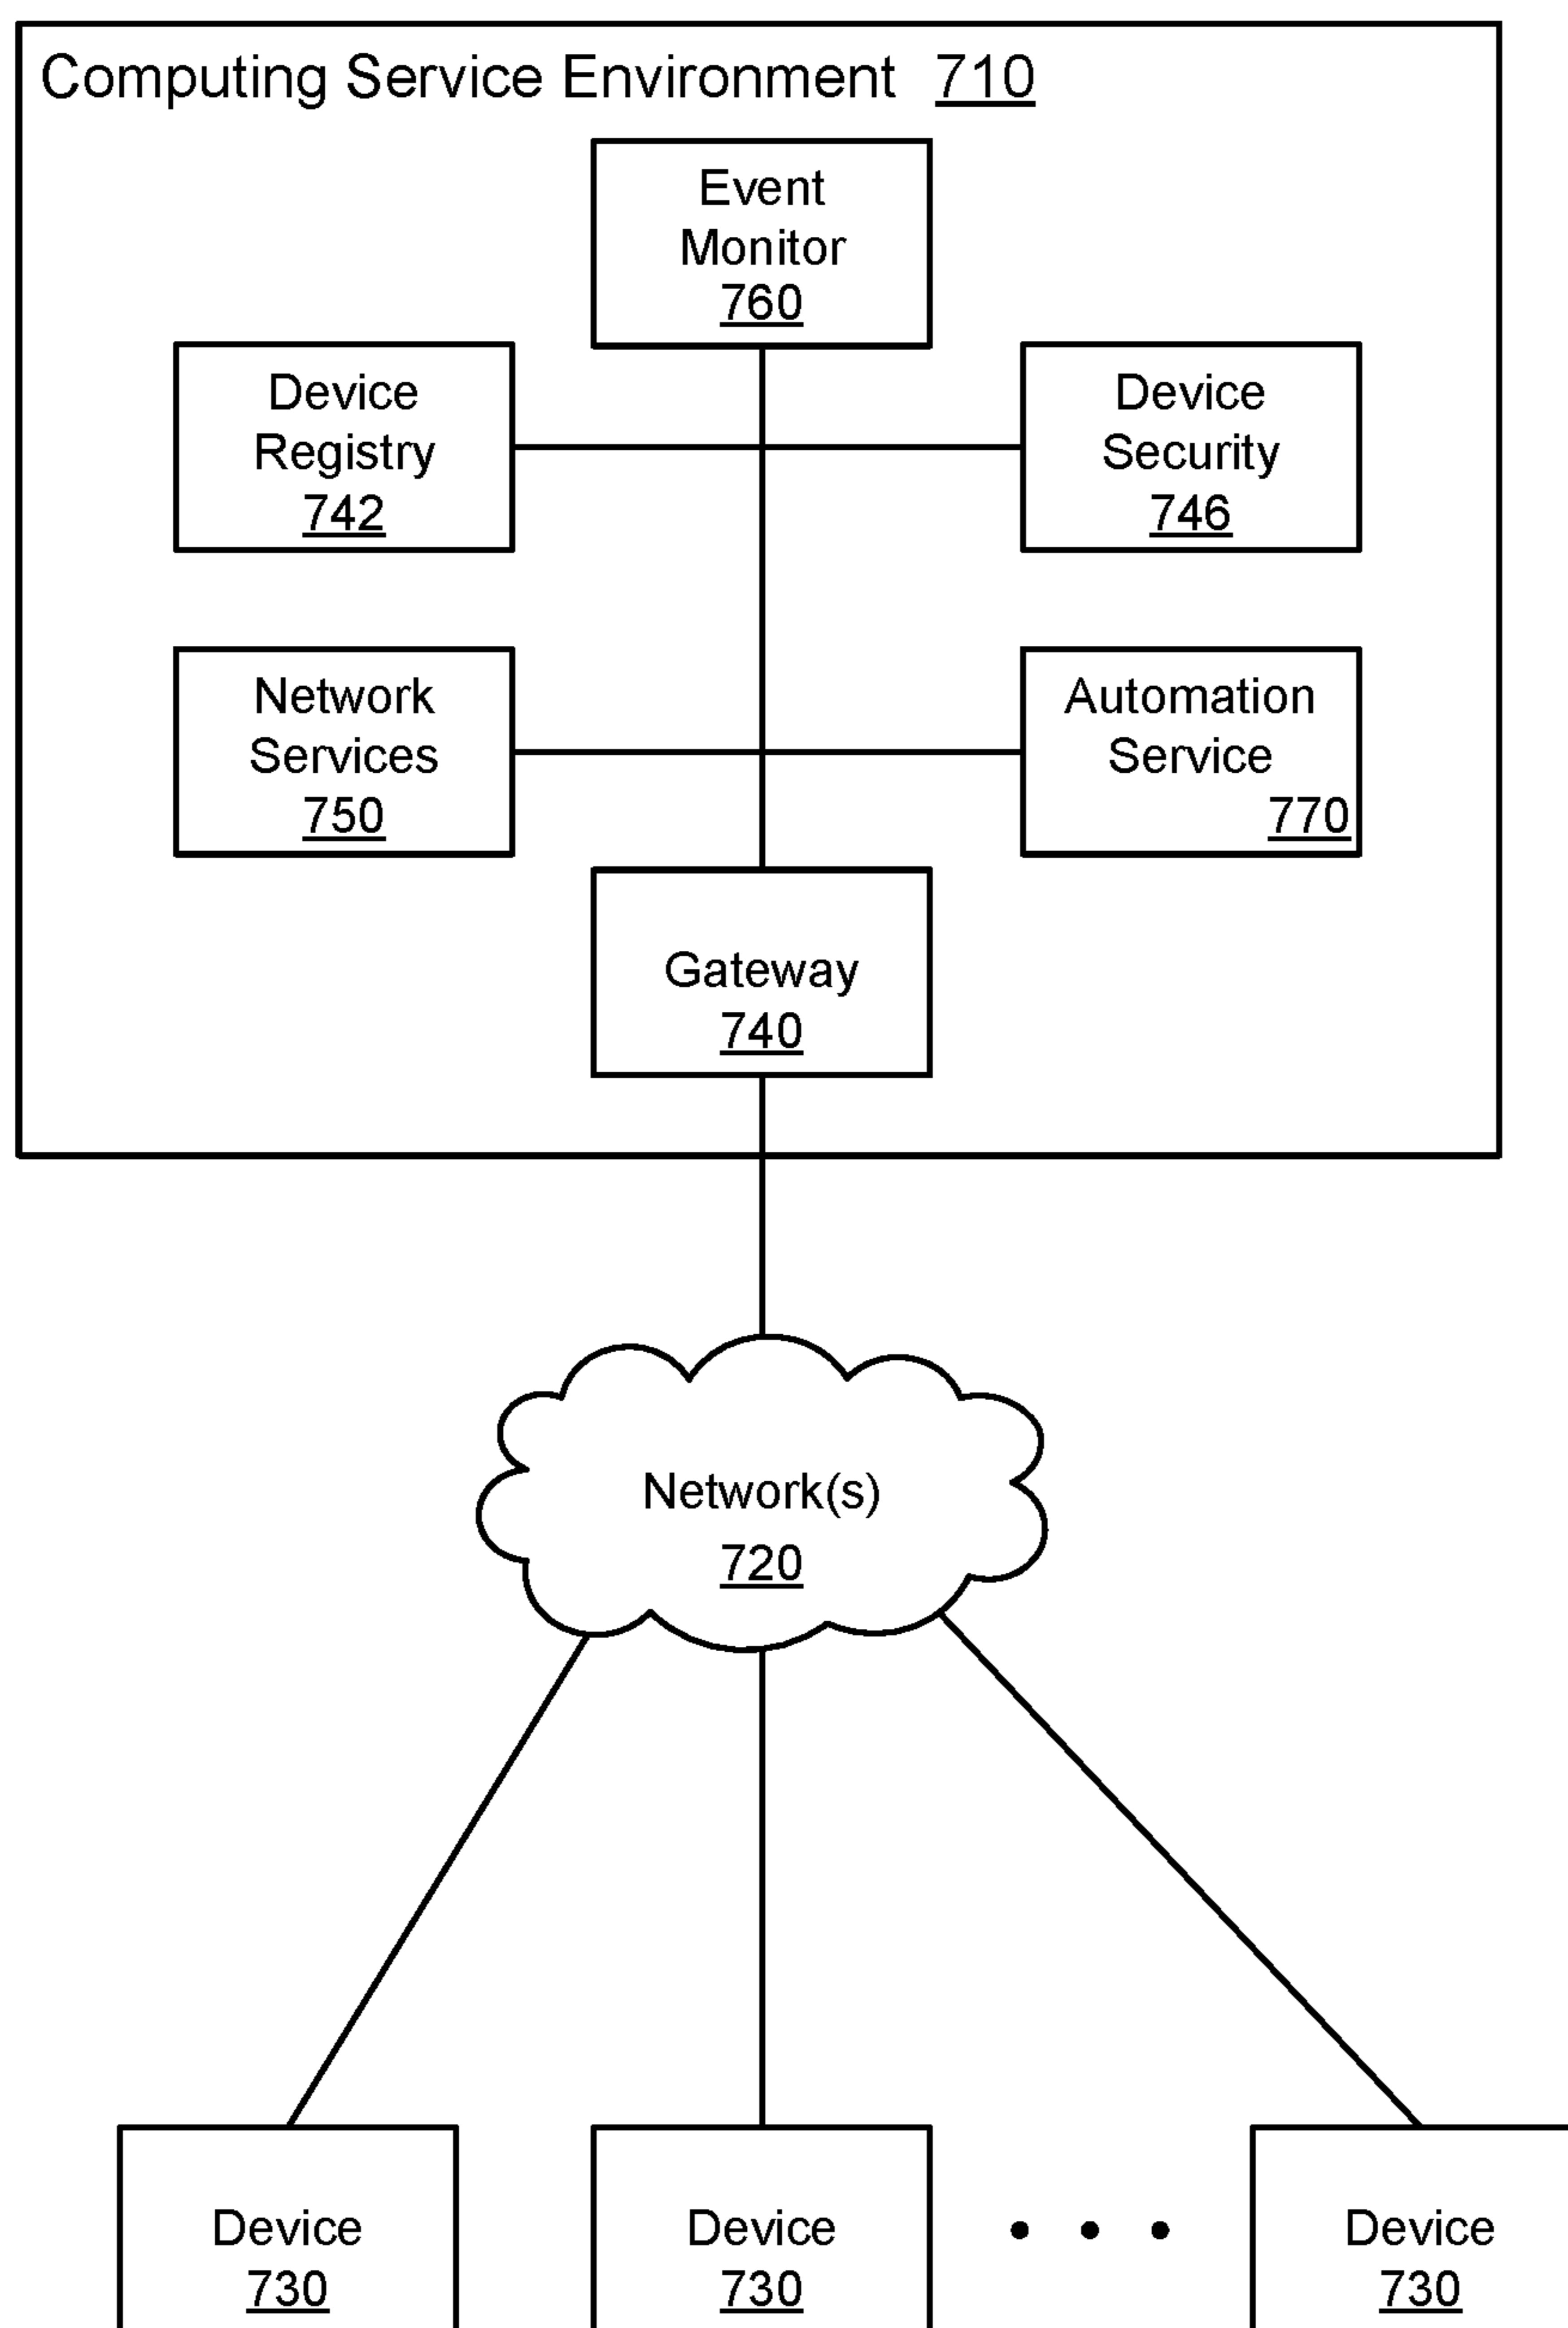 Computing Service Environment 710
Event
Monitor
760
Device
Registry
742
Device
Security
746
Network
Services
750
Automation
Service
770
Gateway
740
Network(s)
720
Device
730
Device
730
Device
730